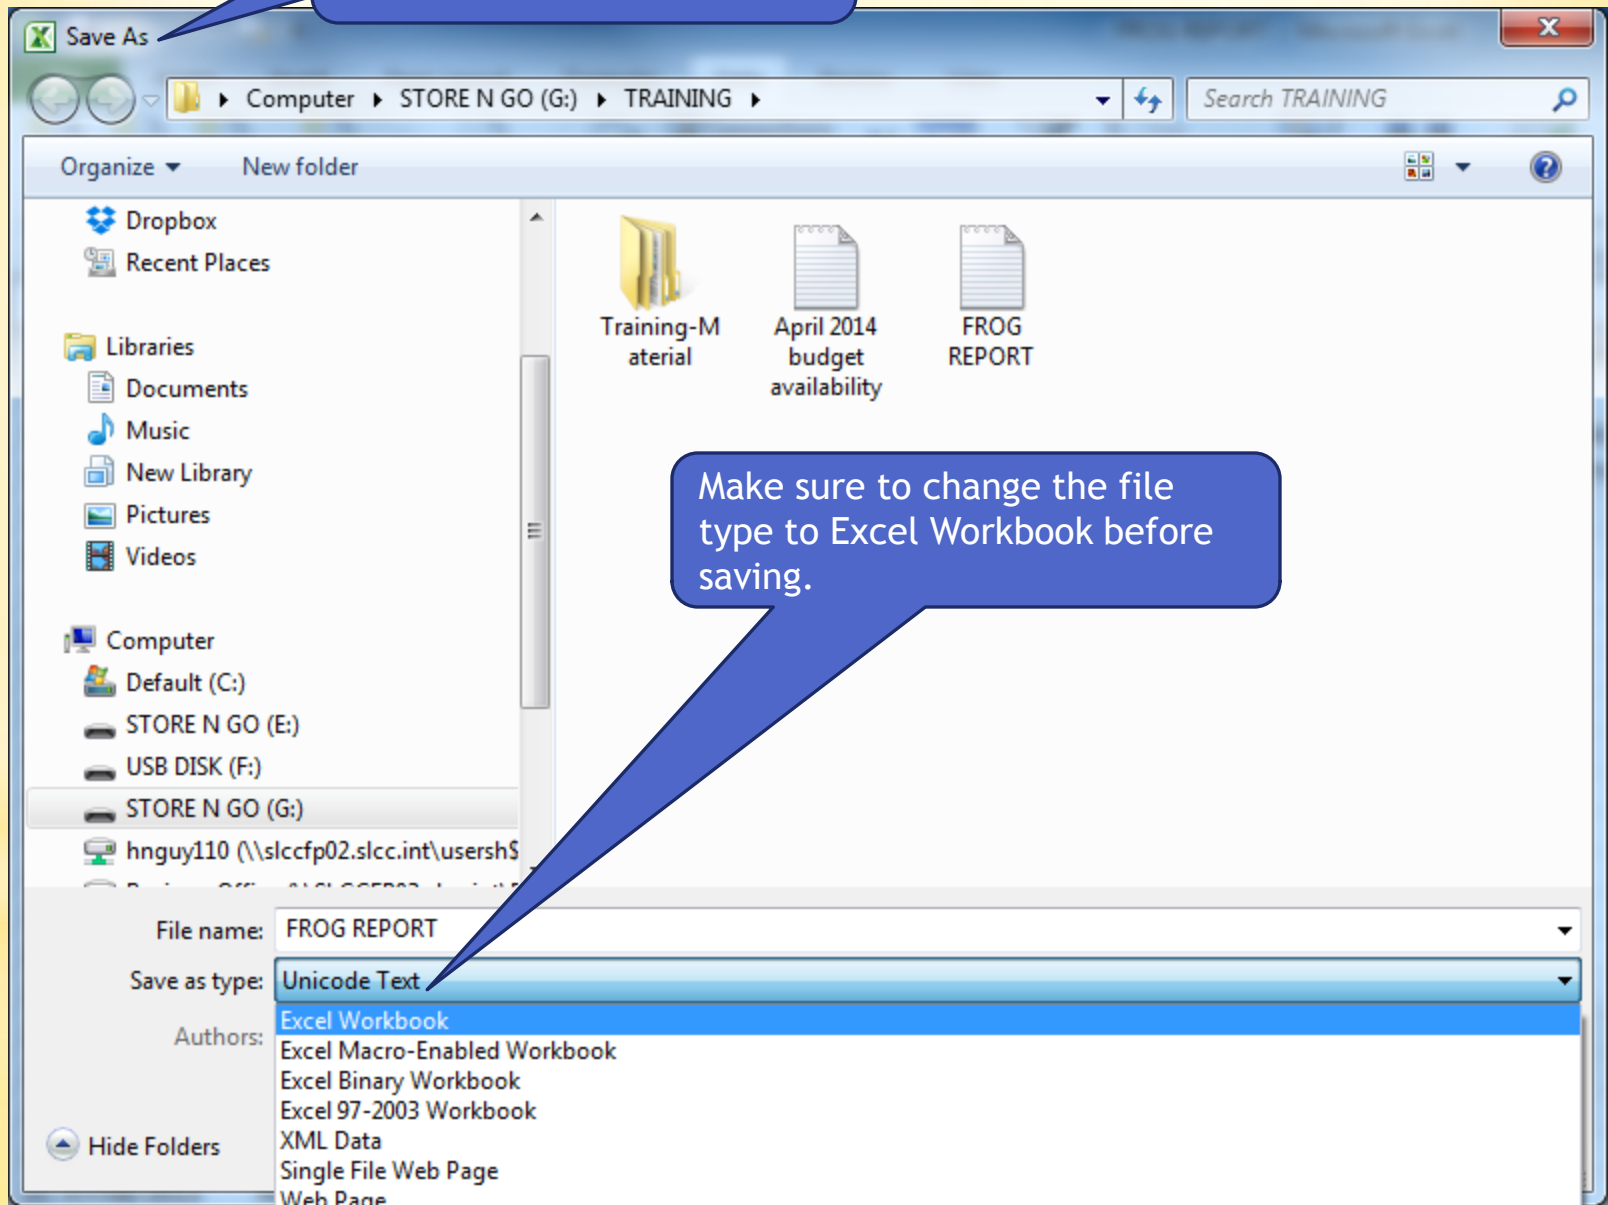 Save As
Computer STORE N GO (G:) TRAINING
Search TRAINING
Organize New folder
Dropbox
Recent Places
Libraries
Documents
Music
New Library
Pictures
Videos
Computer
Default (C:)
STORE N GO (E:)
USB DISK (F:)
STORE N GO (G:)
hnguy110 (\\slccfp02.slcc.int\usersh$
Training-M
aterial
April 2014
budget
availability
FROG
REPORT
Make sure to change the file
type to Excel Workbook before
saving.
File name: FROG REPORT
Save as type: Unicode Text
Authors:
Excel Workbook
Excel Macro-Enabled Workbook
Excel Binary Workbook
Excel 97-2003 Workbook
XML Data
Single File Web Page
Web Page
Hide Folders